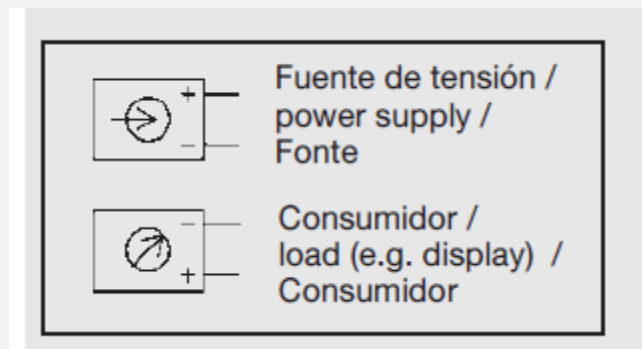 +
−
Fuente de tensión /
power supply /
Fonte
−
+
Consumidor /
load (e.g. display) /
Consumidor